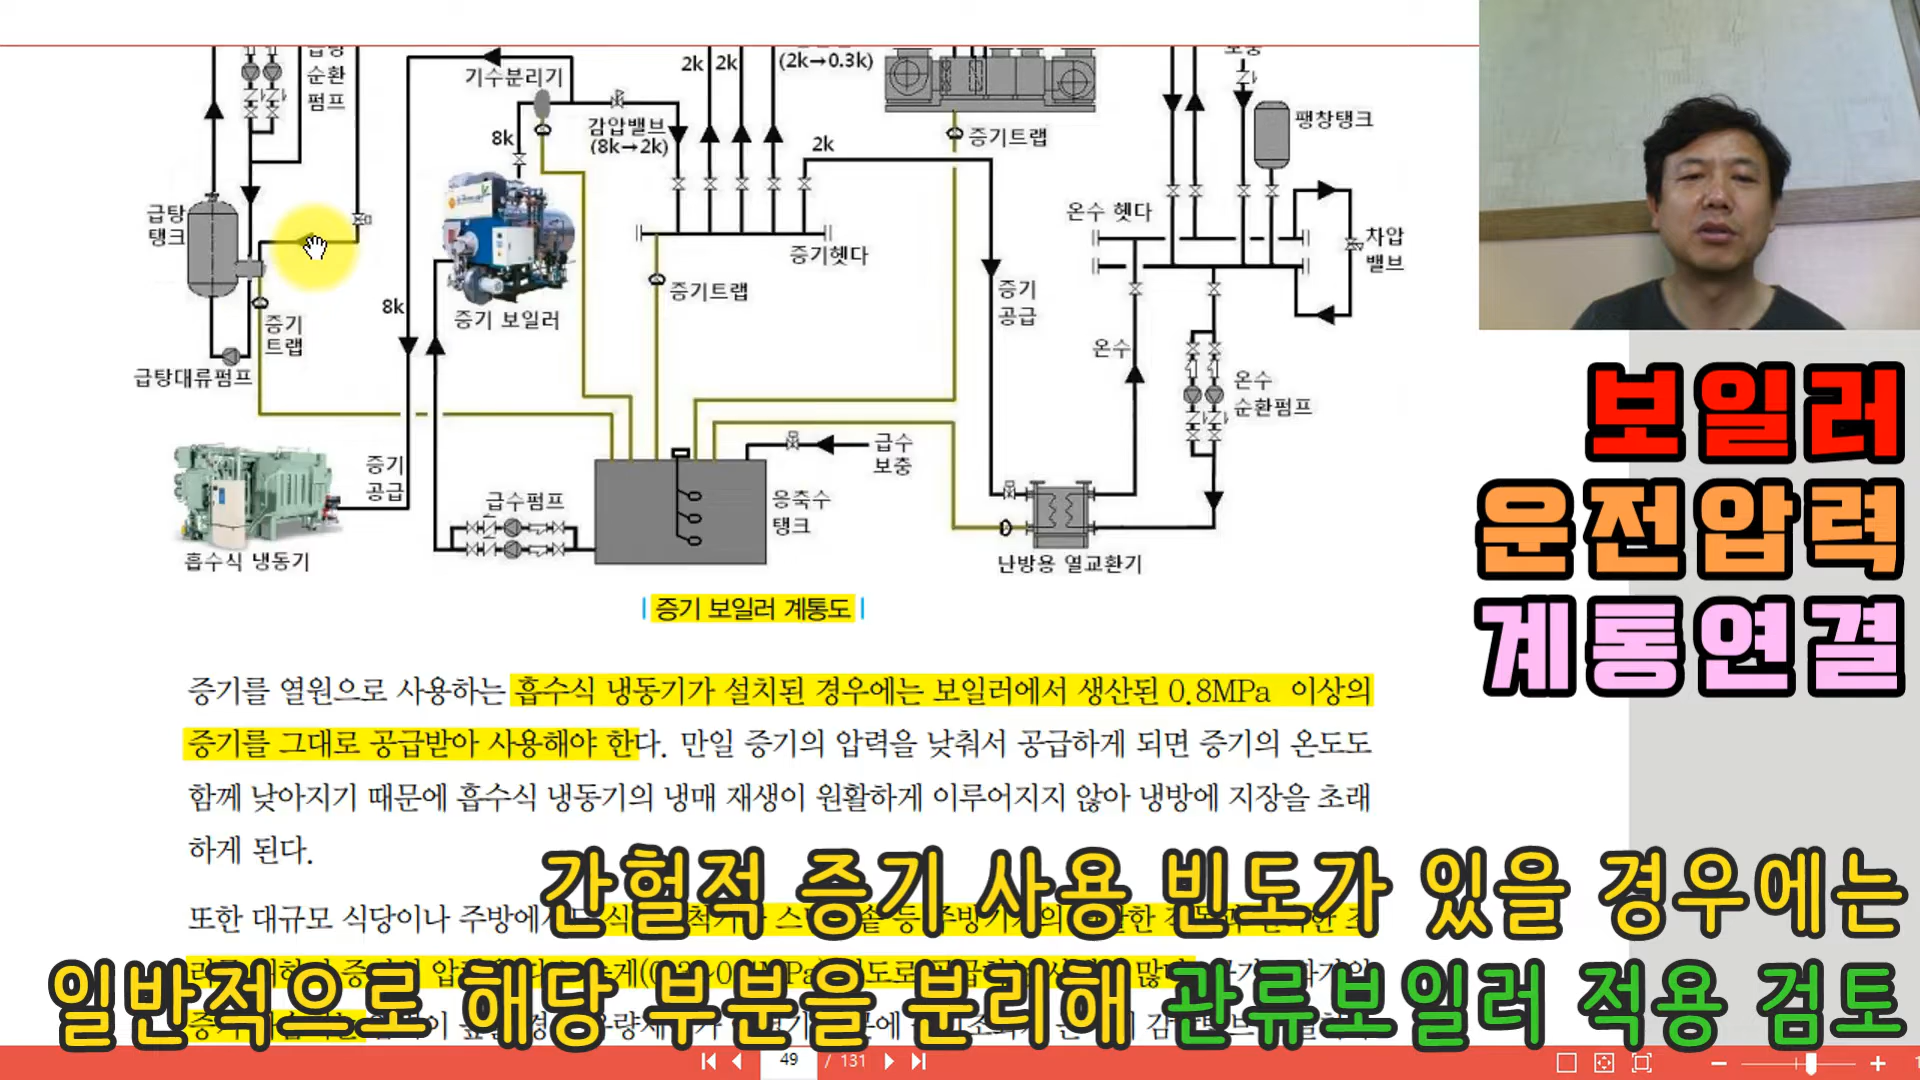 순환
펌프
기수분리기
2k
2k
(2k→0.3k)
감압밸브
(8k→2k)
8k
2k
증기트랩
팽창탱크
급탕
탱크
온수 헷다
차압
밸브
증기헷다
증기트랩
증기
공급
8k
증기 보일러
증기
트랩
급탕대류펌프
온수
온수
순환펌프
증기
공급
급수
보충
급수펌프
응축수
탱크
흡수식 냉동기
난방용 열교환기
증기 보일러 계통도
보일러
운전압력
계통연결
증기를 열원으로 사용하는 흡수식 냉동기가 설치된 경우에는 보일러에서 생산된 0.8MPa 이상의
증기를 그대로 공급받아 사용해야 한다. 만일 증기의 압력을 낮춰서 공급하게 되면 증기의 온도도
함께 낮아지기 때문에 흡수식 냉동기의 냉매 재생이 원활하게 이루어지지 않아 냉방에 지장을 초래
하게 된다.
또한 대규모 식당이나 주방에서
간헐적 증기 사용 빈도가 있을 경우에는
일반적으로 해당 부분을 분리해 관류보일러 적용 검토
49 / 131